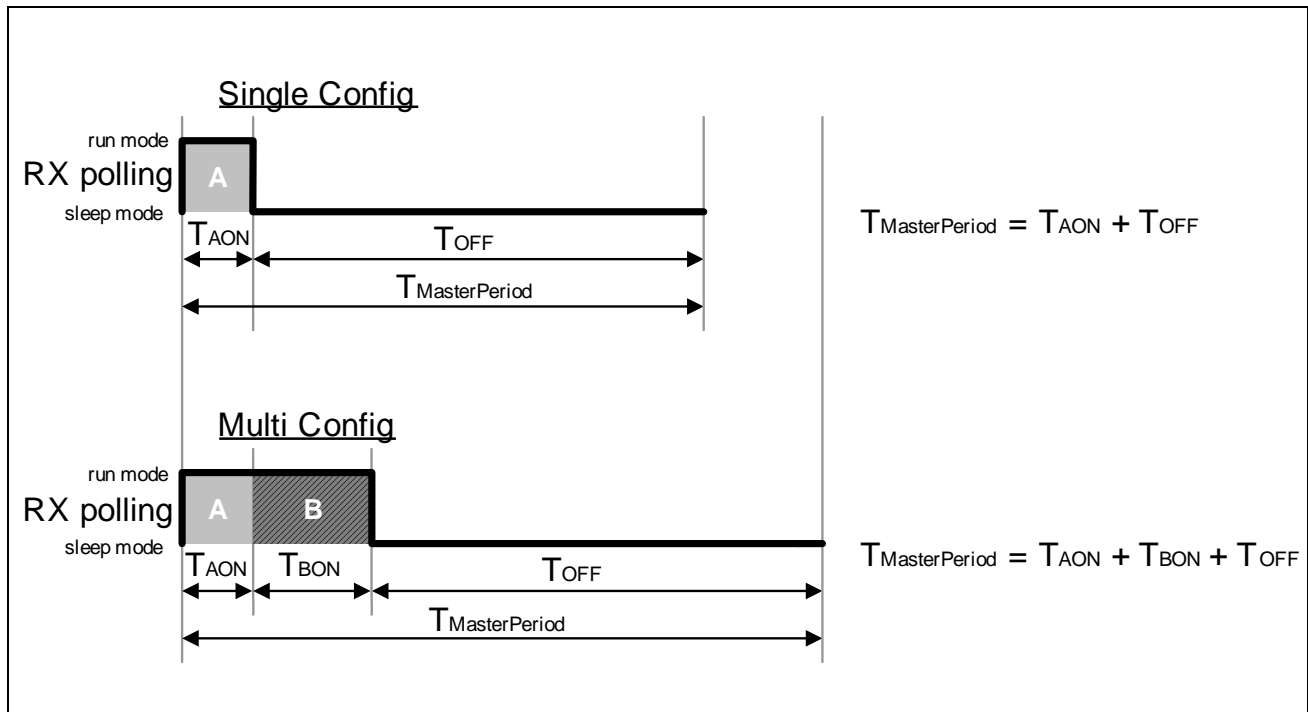 Single Config
run mode
RX polling
A
sleep mode
TAON
TOFF
TMasterPeriod
TMasterPeriod = TAON + TOFF
Multi Config
run mode
RX polling
A
B
sleep mode
TAON
TBON
TOFF
TMasterPeriod
TMasterPeriod = TAON + TBON + TOFF